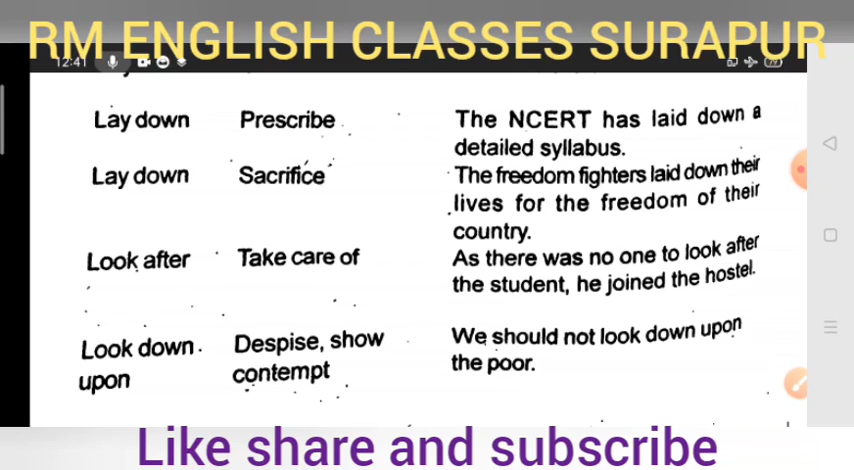 RM ENGLISH CLASSES SURAPUR
12:41
79
Lay down Prescribe The NCERT has laid down a
detailed syllabus.
Lay down Sacrifice The freedom fighters laid down their
lives for the freedom of their
country.
Look after Take care of As there was no one to look after
the student, he joined the hostel.
Look down Despise, show We should not look down upon
upon contempt the poor.
Like share and subscribe